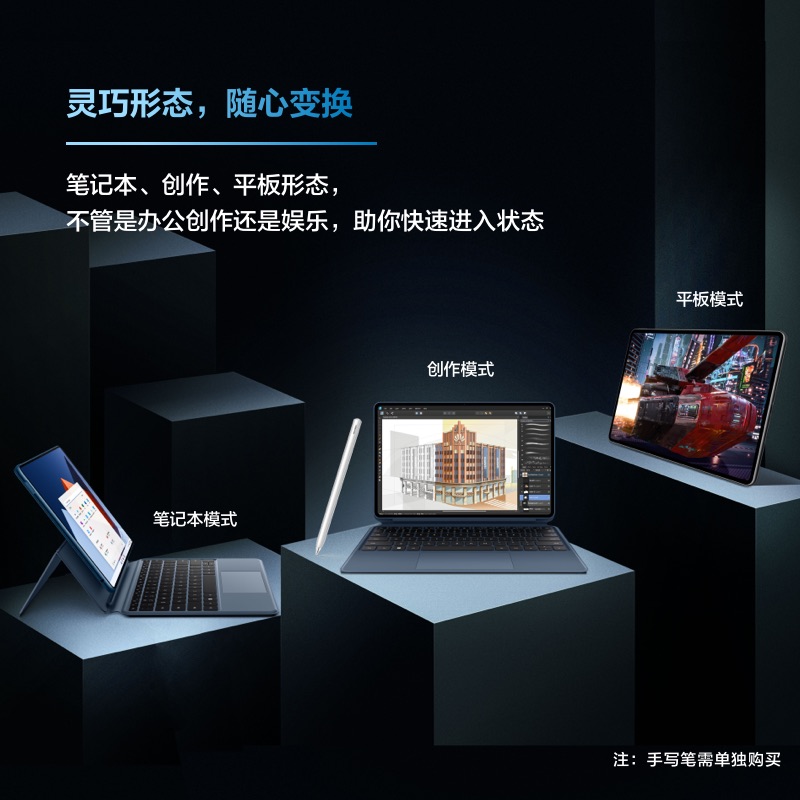 灵巧形态，随心变换
笔记本、创作、平板形态，
不管是办公创作还是娱乐，助你快速进入状态
平板模式
创作模式
笔记本模式
注：手写笔需单独购买